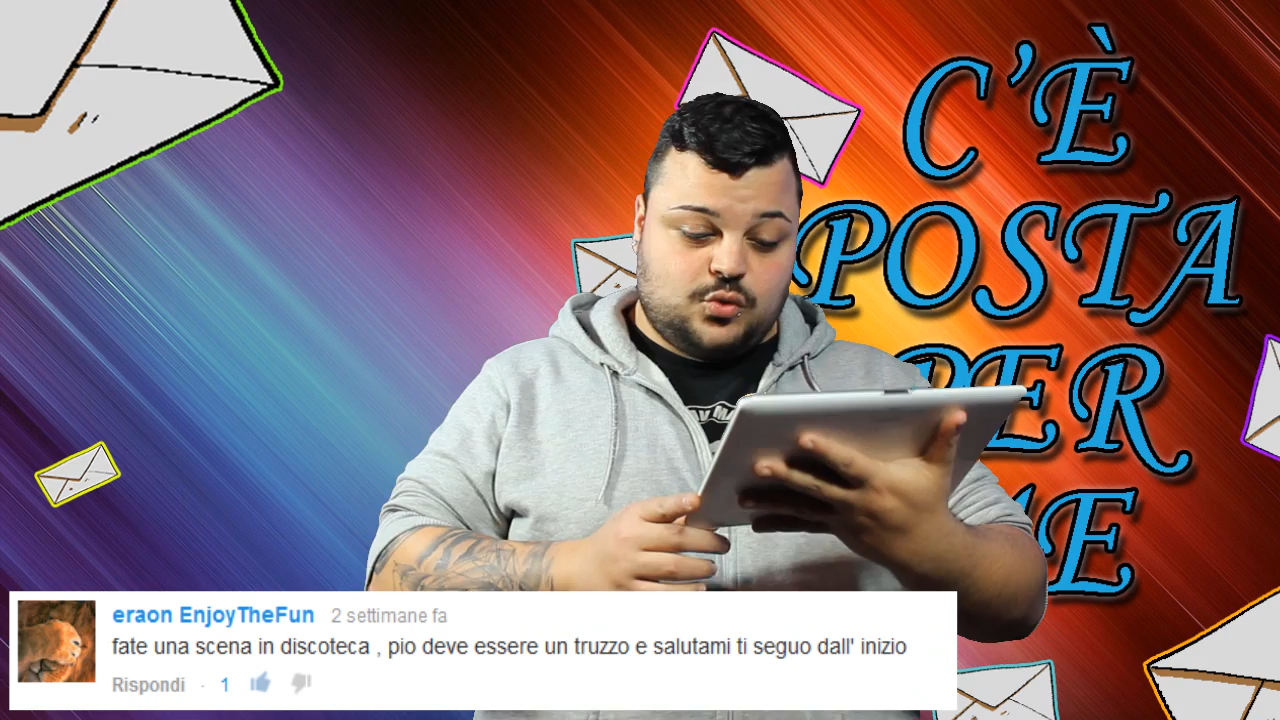 C'È
POSTA
PER
ME
eraon EnjoyTheFun 2 settimane fa
fate una scena in discoteca , pio deve essere un truzzo e salutami ti seguo dall' inizio
Rispondi · 1